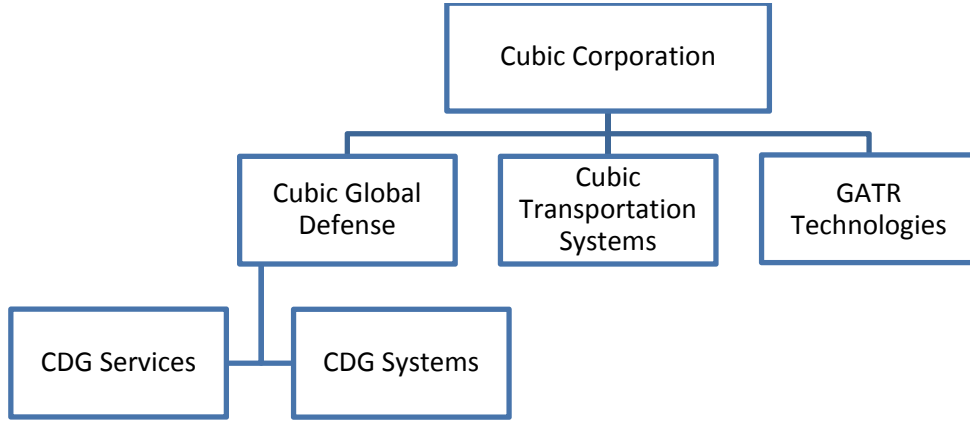 Cubic Corporation
Cubic Global
Defense
Cubic
Transportation
Systems
GATR
Technologies
CDG Services
CDG Systems